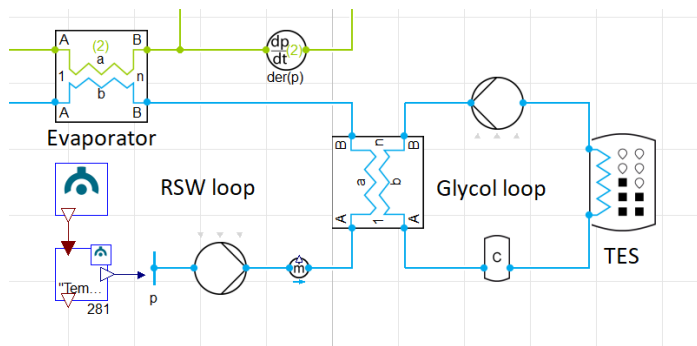 A B
(2)
a
1 n
b
A B
Evaporator
dp
dt
(2)
der(p)
RSW loop
"Tem...
281
p
m
B n B
a b
A 1 A
Glycol loop
C
TES